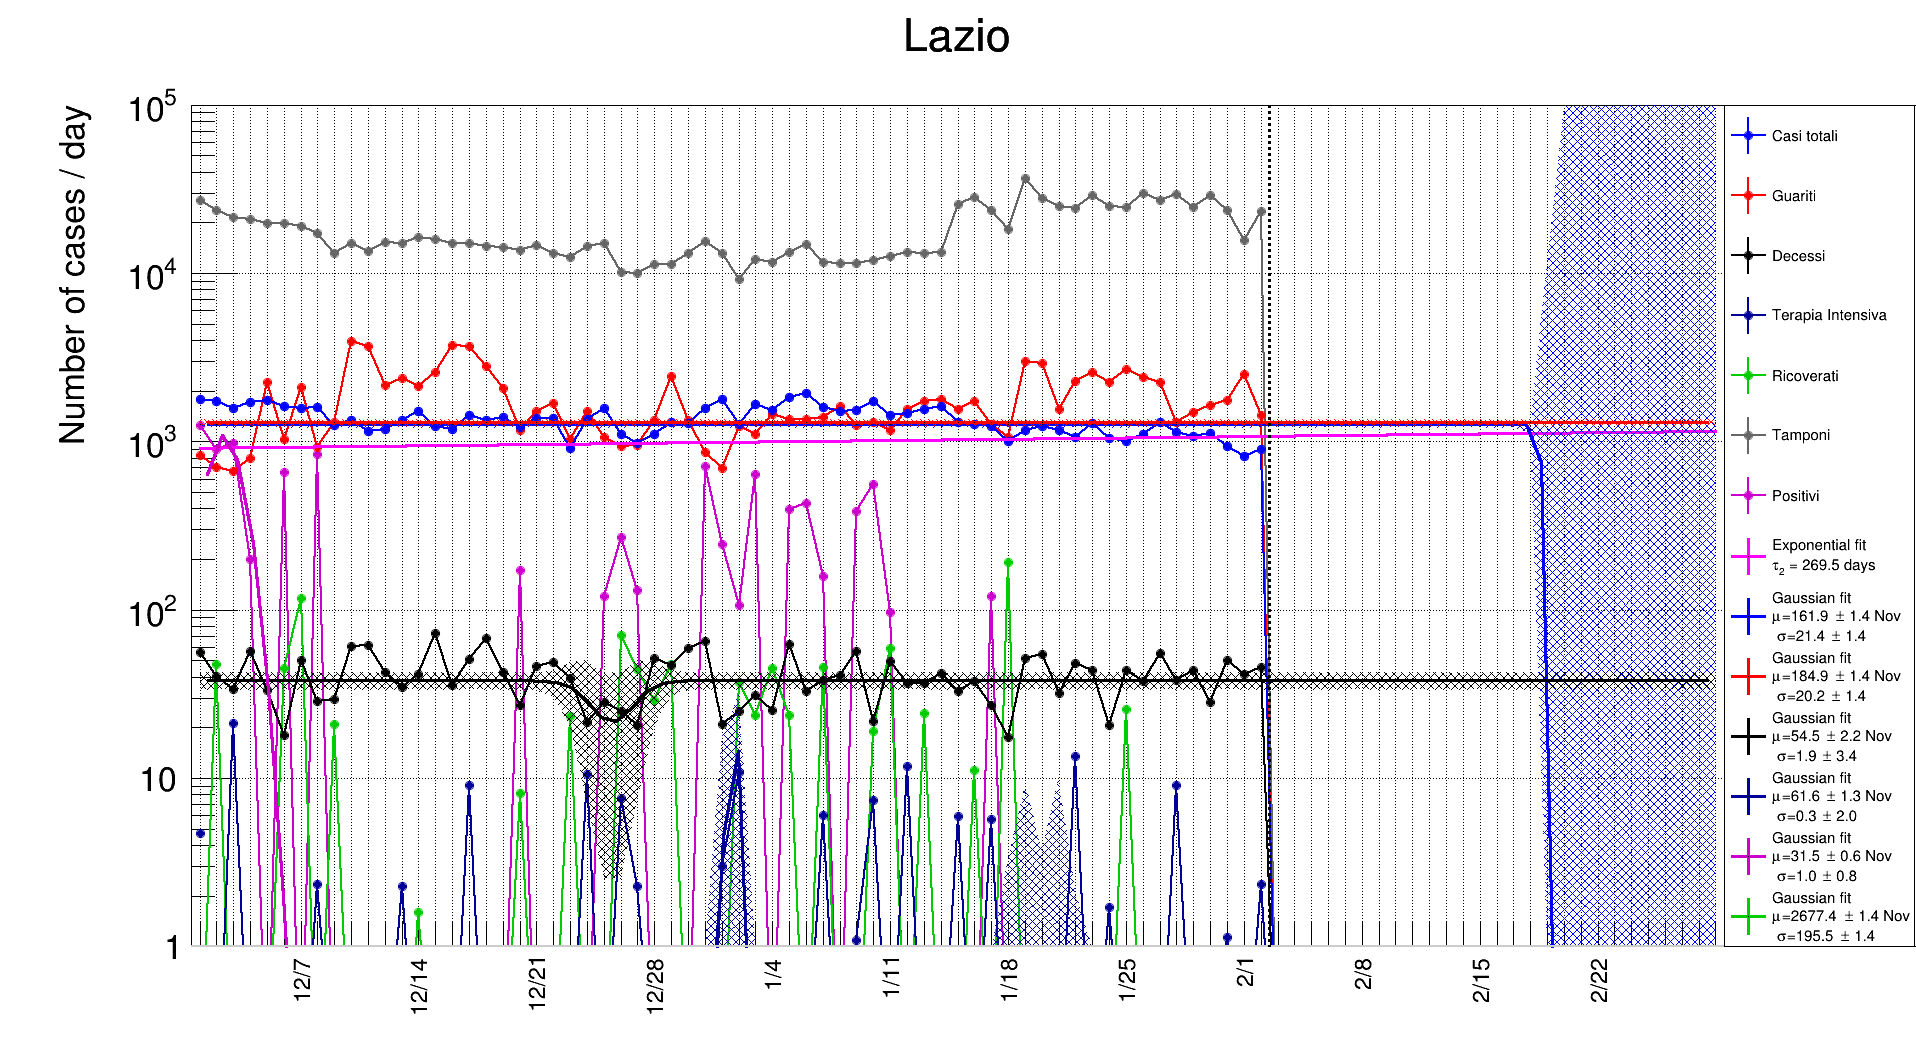 Lazio
Number of cases / day
10^5
10^4
10^3
10^2
10
1
12/7
12/14
12/21
12/28
1/4
1/11
1/18
1/25
2/1
2/8
2/15
2/22
Casi totali
Guariti
Decessi
Terapia Intensiva
Ricoverati
Tamponi
Positivi
Exponential fit
τ₂ = 269.5 days
Gaussian fit
μ=161.9 ± 1.4 Nov
σ=21.4 ± 1.4
Gaussian fit
μ=184.9 ± 1.4 Nov
σ=20.2 ± 1.4
Gaussian fit
μ=54.5 ± 2.2 Nov
σ=1.9 ± 3.4
Gaussian fit
μ=61.6 ± 1.3 Nov
σ=0.3 ± 2.0
Gaussian fit
μ=31.5 ± 0.6 Nov
σ=1.0 ± 0.8
Gaussian fit
μ=2677.4 ± 1.4 Nov
σ=195.5 ± 1.4